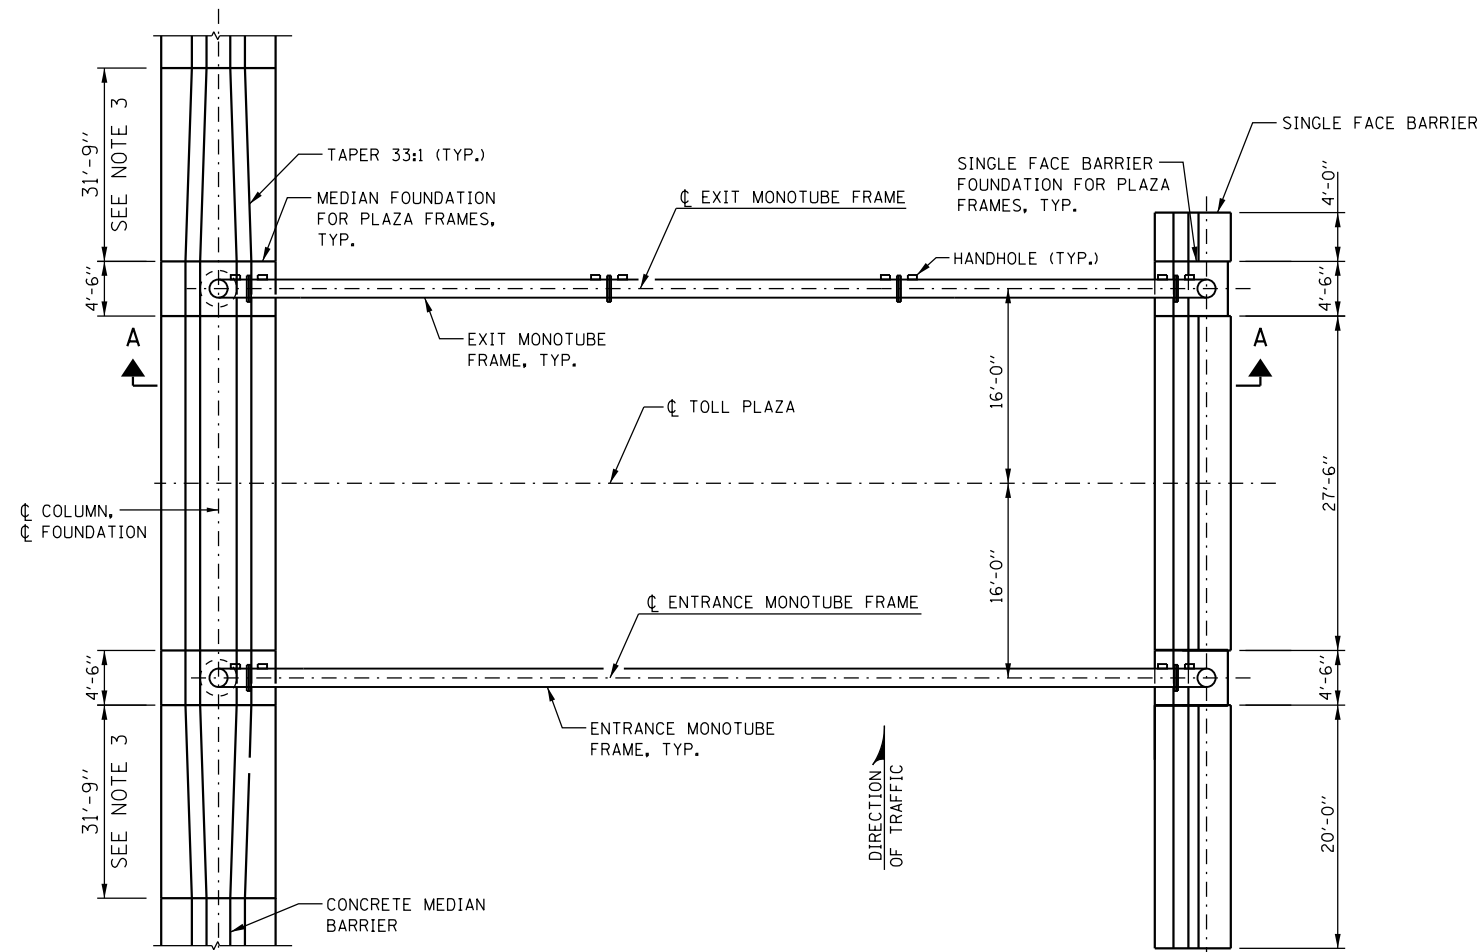 SINGLE FACE BARRIER
31'-9"
SEE NOTE 3
TAPER 33:1 (TYP.)
MEDIAN FOUNDATION
FOR PLAZA FRAMES,
TYP.
℄ EXIT MONOTUBE FRAME
SINGLE FACE BARRIER
FOUNDATION FOR PLAZA
FRAMES, TYP.
4'-0"
HANDHOLE (TYP.)
4'-6"
4'-6"
A
EXIT MONOTUBE
FRAME, TYP.
A
16'-0"
℄ TOLL PLAZA
27'-6"
℄ COLUMN,
℄ FOUNDATION
16'-0"
℄ ENTRANCE MONOTUBE FRAME
4'-6"
4'-6"
ENTRANCE MONOTUBE
FRAME, TYP.
31'-9"
SEE NOTE 3
DIRECTION
OF TRAFFIC
20'-0"
CONCRETE MEDIAN
BARRIER